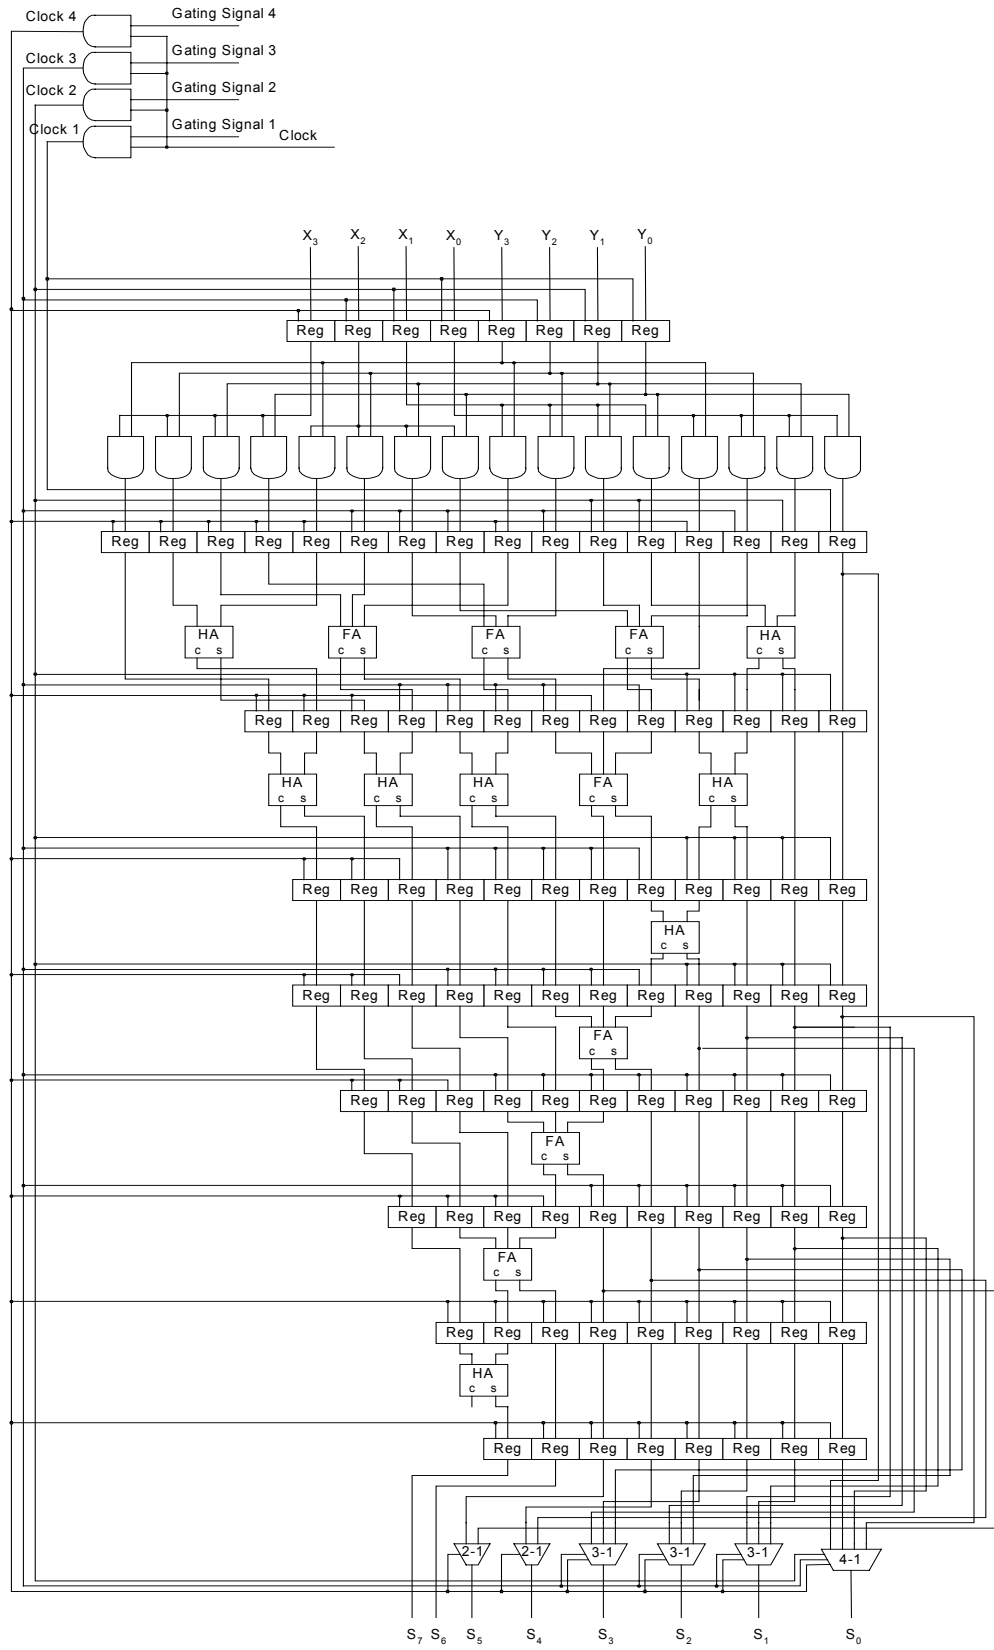 Clock 4 Gating Signal 4
Clock 3 Gating Signal 3
Clock 2 Gating Signal 2
Clock 1 Gating Signal 1 Clock
X₃ X₂ X₁ X₀ Y₃ Y₂ Y₁ Y₀
Reg Reg Reg Reg Reg Reg Reg Reg
Reg Reg Reg Reg Reg Reg Reg Reg Reg Reg Reg Reg Reg Reg Reg Reg
HA FA FA FA HA
c s c s c s c s c s
Reg Reg Reg Reg Reg Reg Reg Reg Reg Reg Reg Reg Reg
HA HA HA FA HA
c s c s c s c s c s
Reg Reg Reg Reg Reg Reg Reg Reg Reg Reg Reg Reg
HA
c s
Reg Reg Reg Reg Reg Reg Reg Reg Reg Reg Reg Reg
FA
c s
Reg Reg Reg Reg Reg Reg Reg Reg Reg Reg Reg
FA
c s
Reg Reg Reg Reg Reg Reg Reg Reg Reg Reg
FA
c s
Reg Reg Reg Reg Reg Reg Reg Reg Reg
HA
c s
Reg Reg Reg Reg Reg Reg Reg Reg
2-1 2-1 3-1 3-1 3-1 4-1
S₇ S₆ S₅ S₄ S₃ S₂ S₁ S₀